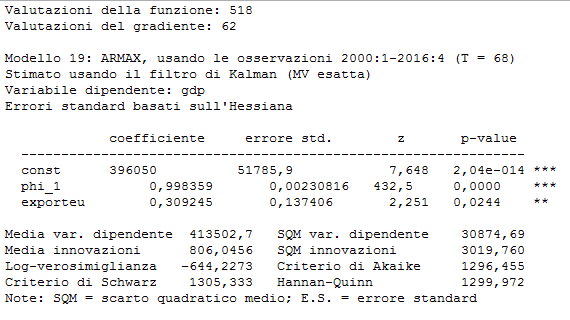 Valutazioni della funzione: 518
Valutazioni del gradiente: 62
Modello 19: ARMAX, usando le osservazioni 2000:1-2016:4 (T = 68)
Stimato usando il filtro di Kalman (MV esatta)
Variabile dipendente: gdp
Errori standard basati sull'Hessiana
coefficiente errore std. z p-value
-----------------------------------------------------------------
const 396050 51785,9 7,648 2,04e-014 ***
phi_1 0,998359 0,00230816 432,5 0,0000 ***
exporteu 0,309245 0,137406 2,251 0,0244 **
Media var. dipendente 413502,7 SQM var. dipendente 30874,69
Media innovazioni 806,0456 SQM innovazioni 3019,760
Log-verosimiglianza -644,2273 Criterio di Akaike 1296,455
Criterio di Schwarz 1305,333 Hannan-Quinn 1299,972
Note: SQM = scarto quadratico medio; E.S. = errore standard